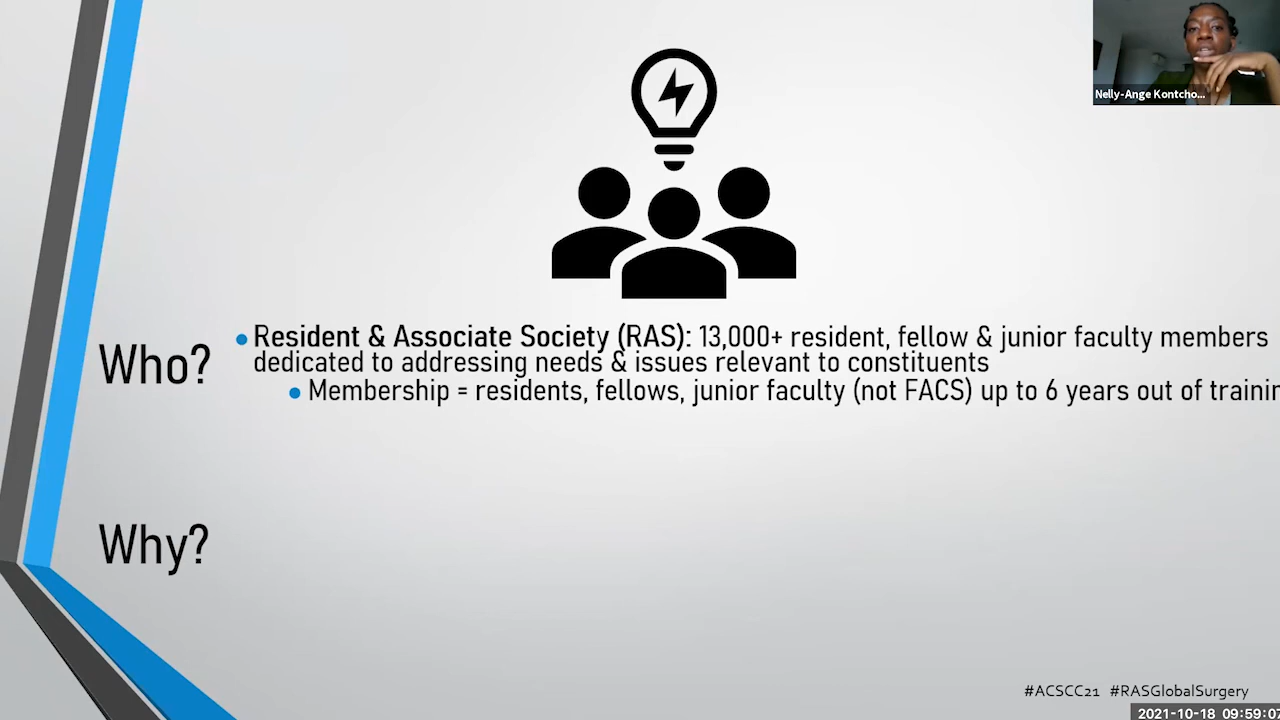 Nelly-Ange Kontcho...
Who?
Resident & Associate Society (RAS): 13,000+ resident, fellow & junior faculty members
dedicated to addressing needs & issues relevant to constituents
Membership = residents, fellows, junior faculty (not FACS) up to 6 years out of trainin
Why?
#ACSCC21 #RASGlobalSurgery
2021-10-18 09:59:07